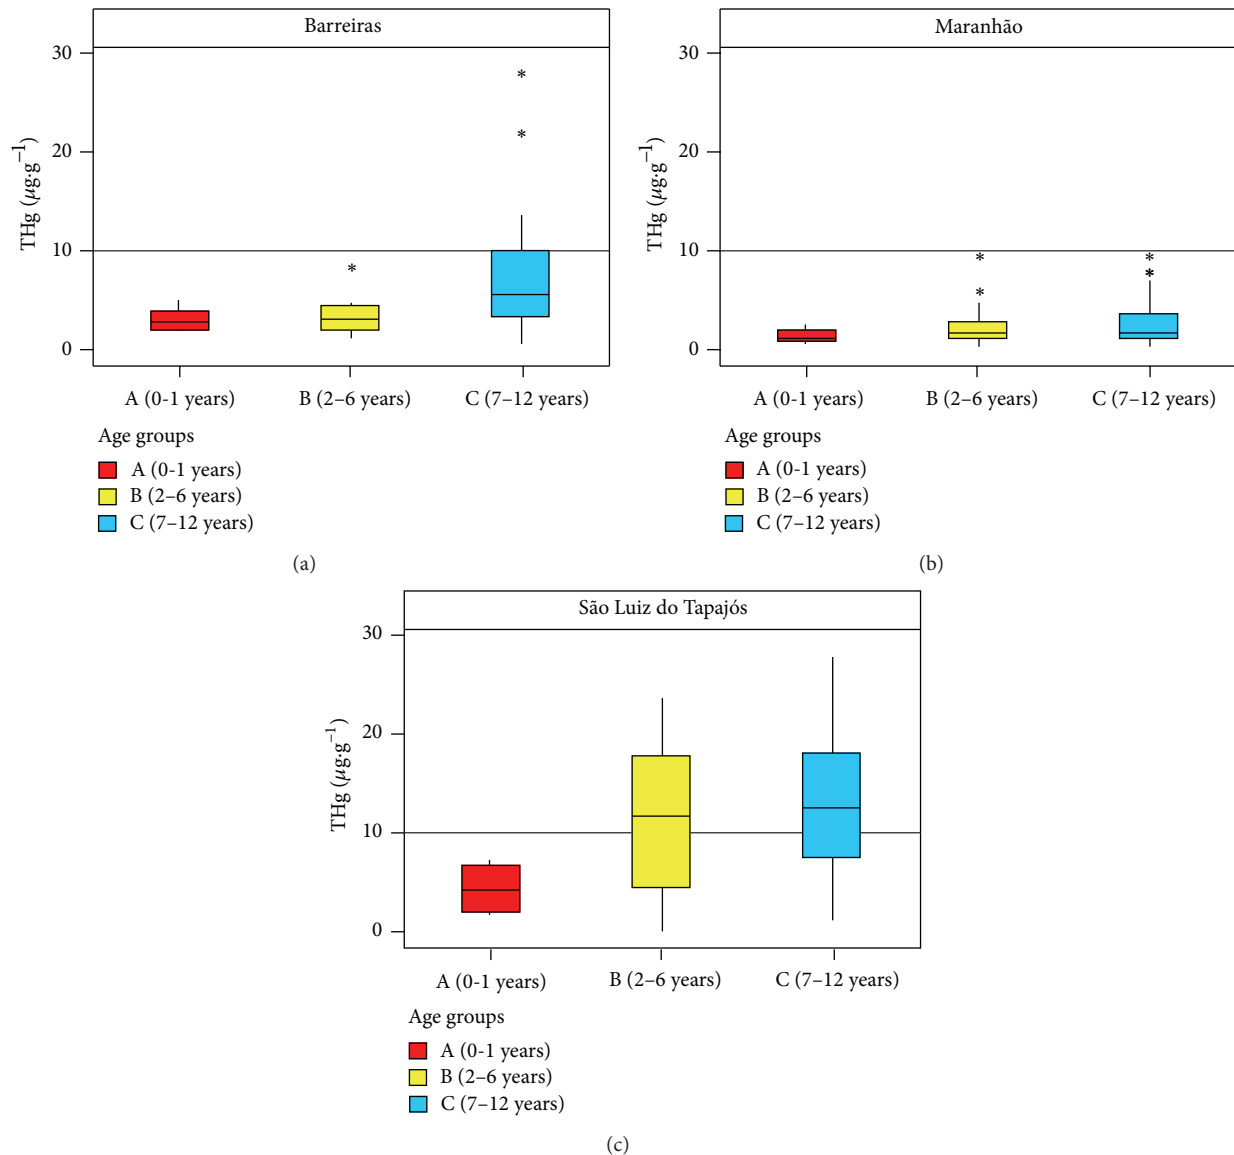 Barreiras
30
20
10
0
THg (µg·g⁻¹)
*
*
*
A (0-1 years)
B (2–6 years)
C (7–12 years)
Age groups
A (0-1 years)
B (2–6 years)
C (7–12 years)
(a)
Maranhão
30
20
10
0
THg (µg·g⁻¹)
*
*
*
*
A (0-1 years)
B (2–6 years)
C (7–12 years)
Age groups
A (0-1 years)
B (2–6 years)
C (7–12 years)
(b)
São Luiz do Tapajós
30
20
10
0
THg (µg·g⁻¹)
A (0-1 years)
B (2–6 years)
C (7–12 years)
Age groups
A (0-1 years)
B (2–6 years)
C (7–12 years)
(c)